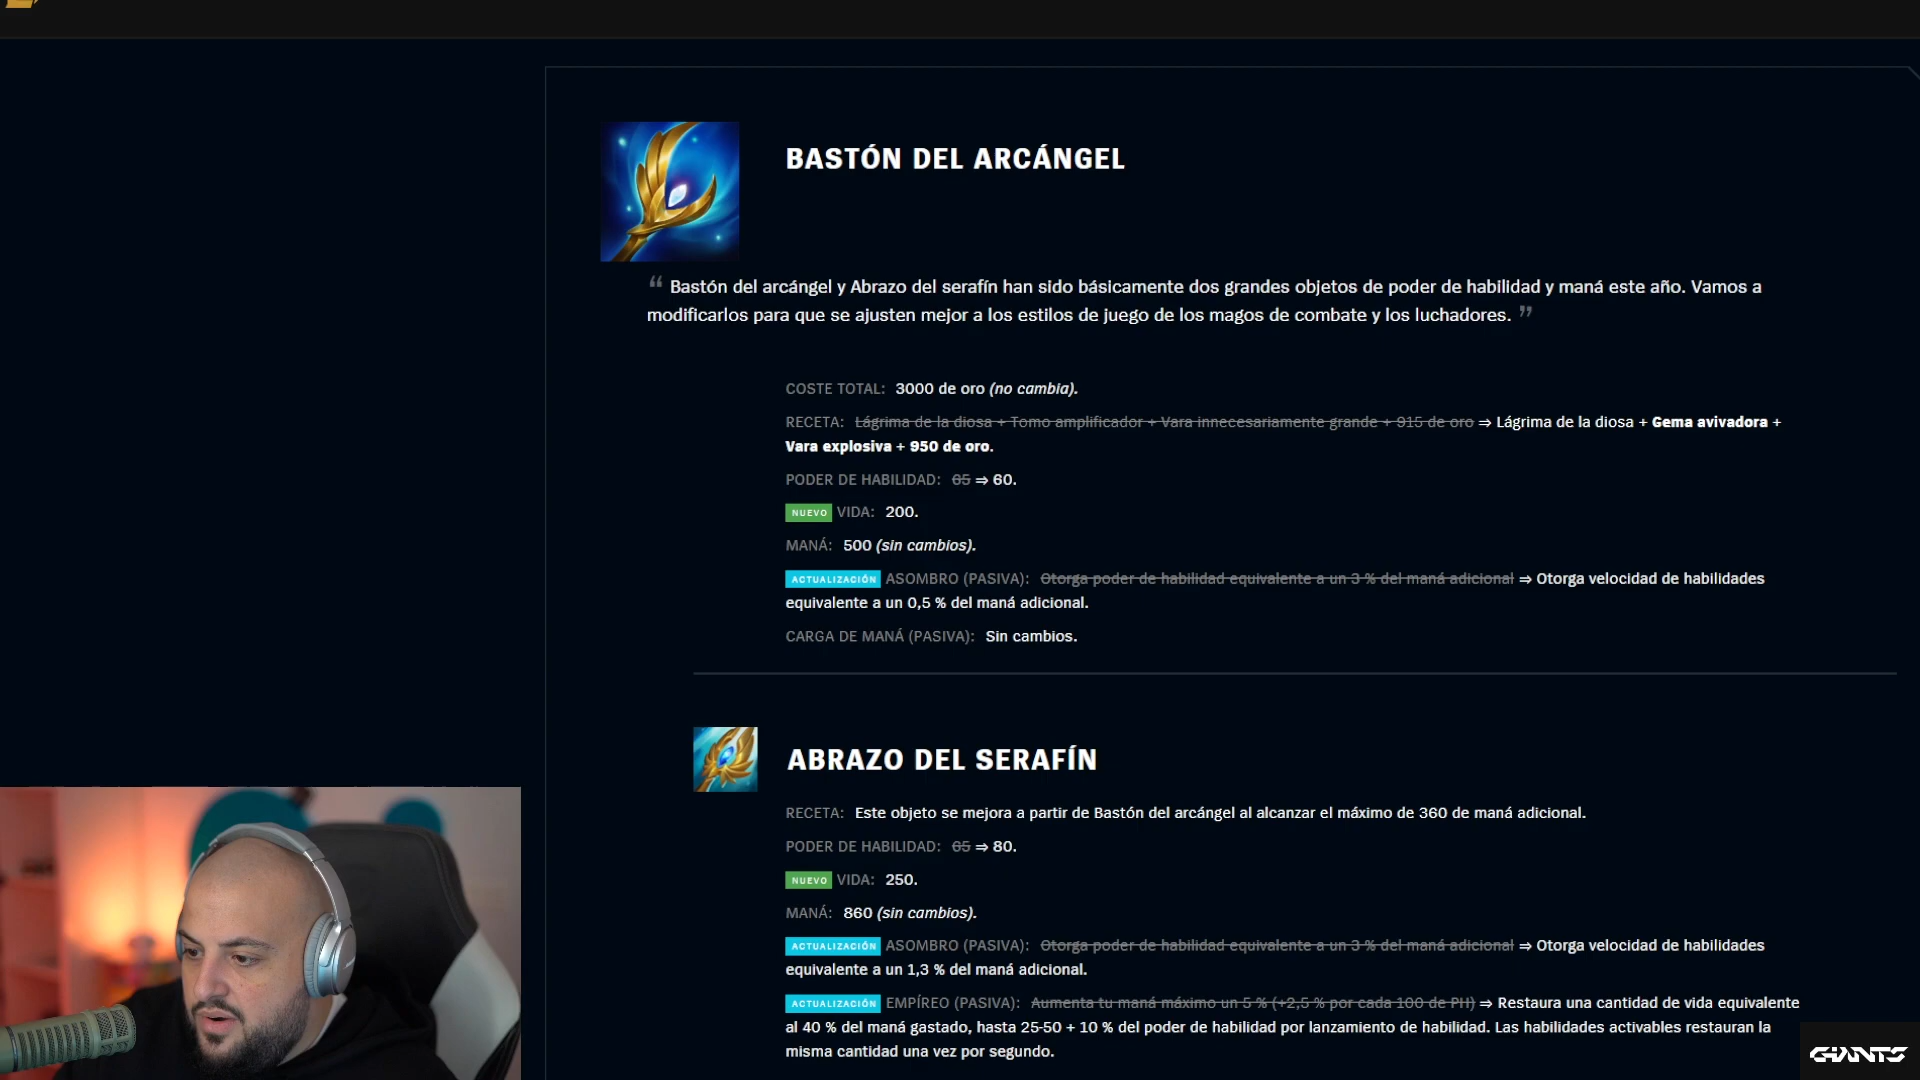 BASTÓN DEL ARCÁNGEL
“ Bastón del arcángel y Abrazo del serafín han sido básicamente dos grandes objetos de poder de habilidad y maná este año. Vamos a
modificarlos para que se ajusten mejor a los estilos de juego de los magos de combate y los luchadores. ”
COSTE TOTAL: 3000 de oro (no cambia).
RECETA: Lágrima de la diosa + Tomo amplificador + Vara innecesariamente grande + 915 de oro ⇒ Lágrima de la diosa + Gema avivadora +
Vara explosiva + 950 de oro.
PODER DE HABILIDAD: 65 ⇒ 60.
NUEVO VIDA: 200.
MANÁ: 500 (sin cambios).
ACTUALIZACIÓN ASOMBRO (PASIVA): Otorga poder de habilidad equivalente a un 3 % del maná adicional ⇒ Otorga velocidad de habilidades
equivalente a un 0,5 % del maná adicional.
CARGA DE MANÁ (PASIVA): Sin cambios.
ABRAZO DEL SERAFÍN
RECETA: Este objeto se mejora a partir de Bastón del arcángel al alcanzar el máximo de 360 de maná adicional.
PODER DE HABILIDAD: 65 ⇒ 80.
NUEVO VIDA: 250.
MANÁ: 860 (sin cambios).
ACTUALIZACIÓN ASOMBRO (PASIVA): Otorga poder de habilidad equivalente a un 3 % del maná adicional ⇒ Otorga velocidad de habilidades
equivalente a un 1,3 % del maná adicional.
ACTUALIZACIÓN EMPÍREO (PASIVA): Aumenta tu maná máximo un 5 % (+2,5 % por cada 100 de PH) ⇒ Restaura una cantidad de vida equivalente
al 40 % del maná gastado, hasta 25-50 + 10 % del poder de habilidad por lanzamiento de habilidad. Las habilidades activables restauran la
misma cantidad una vez por segundo.
GIANTS